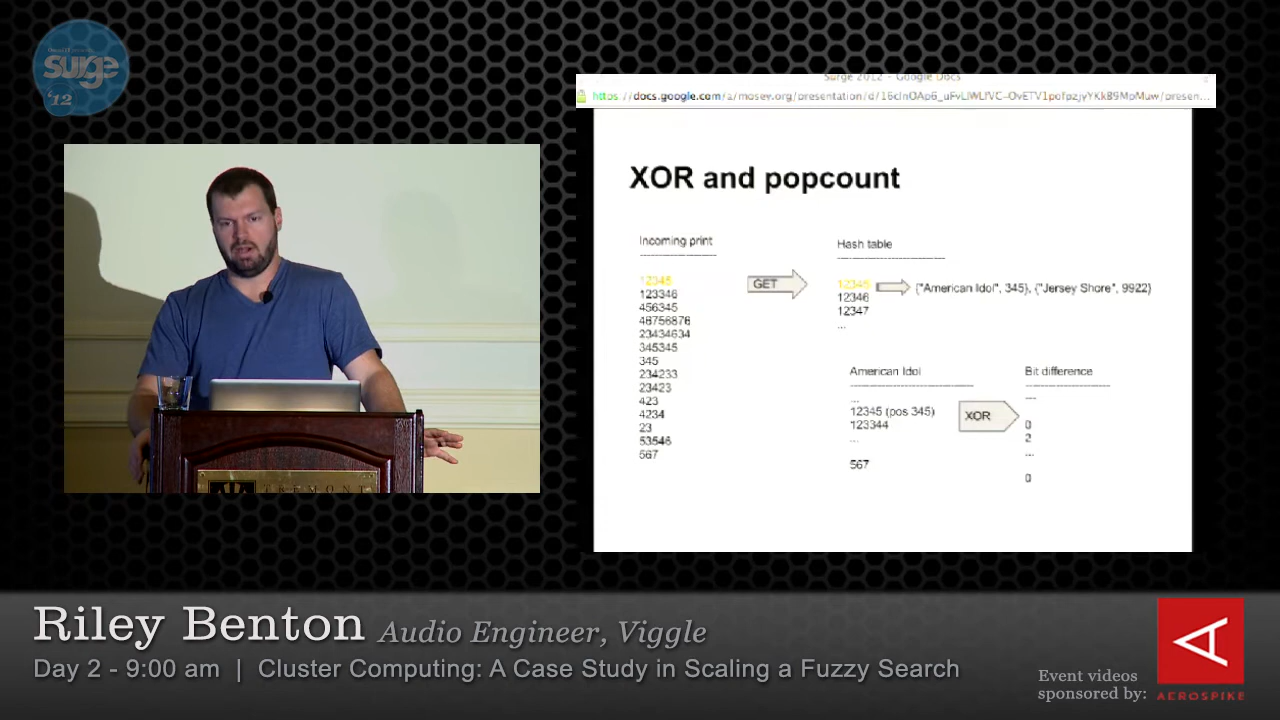 surge
'12
Surge 2012 - Google Docs
XOR and popcount
Incoming print
12345
123346
456345
48756876
23434634
345345
345
234233
23423
423
4234
23
53546
567
GET
Hash table
12345
12346
12347
...
{"American Idol", 345}, {"Jersey Shore", 9922}
American Idol
...
12345 (pos 345)
123344
...
567
XOR
Bit difference
0
2
...
0
TREMONT
Riley Benton Audio Engineer, Viggle
Day 2 - 9:00 am | Cluster Computing: A Case Study in Scaling a Fuzzy Search
Event videos
sponsored by:
AEROSPIKE